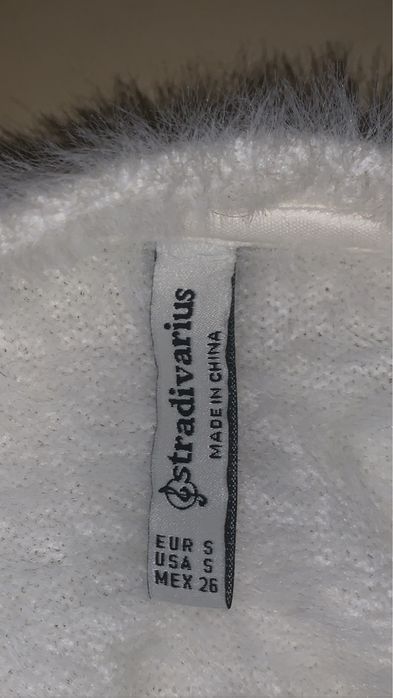 stradivarius
MADE IN CHINA
EUR S
USA S
MEX 26